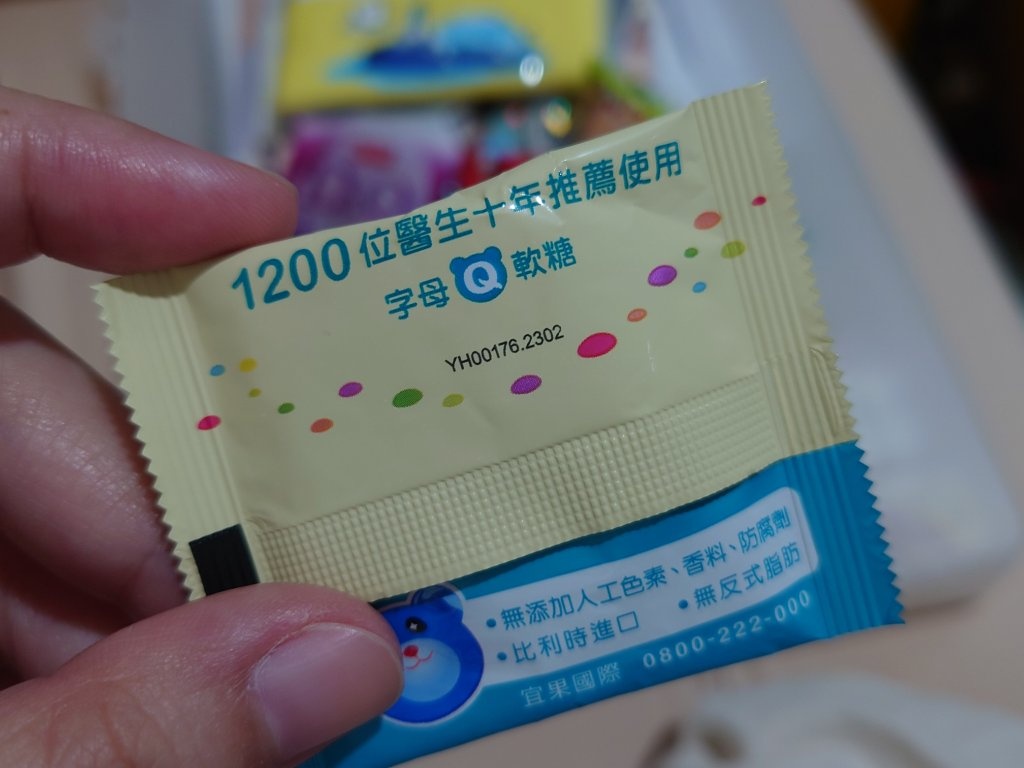 1200位醫生十年推薦使用
字母Q軟糖
YH00176.2302
•無添加人工色素、香料、防腐劑
•比利時進口 •無反式脂肪
宜果國際 0800-222-000